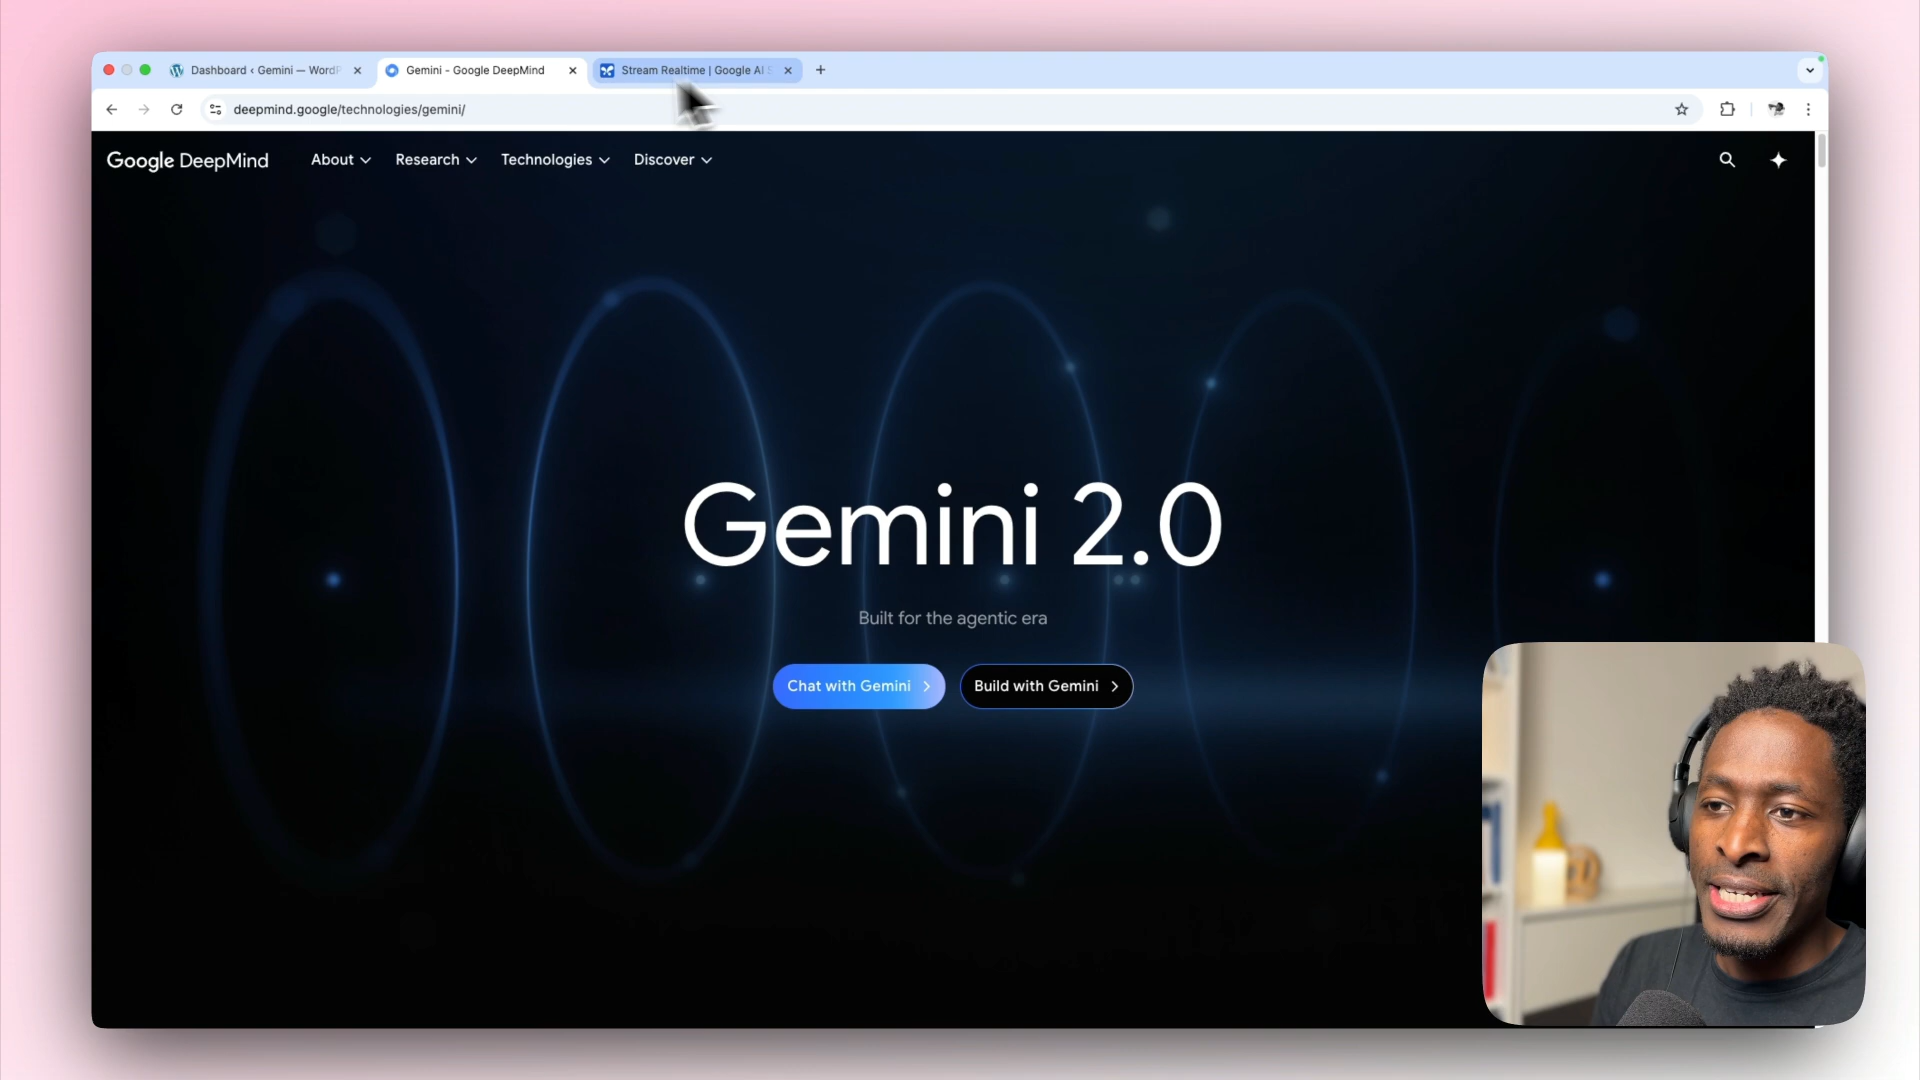 Dashboard ‹ Gemini — WordP
Gemini - Google DeepMind
Stream Realtime | Google AI S
deepmind.google/technologies/gemini/
Google DeepMind
About
Research
Technologies
Discover
Gemini 2.0
Built for the agentic era
Chat with Gemini
Build with Gemini